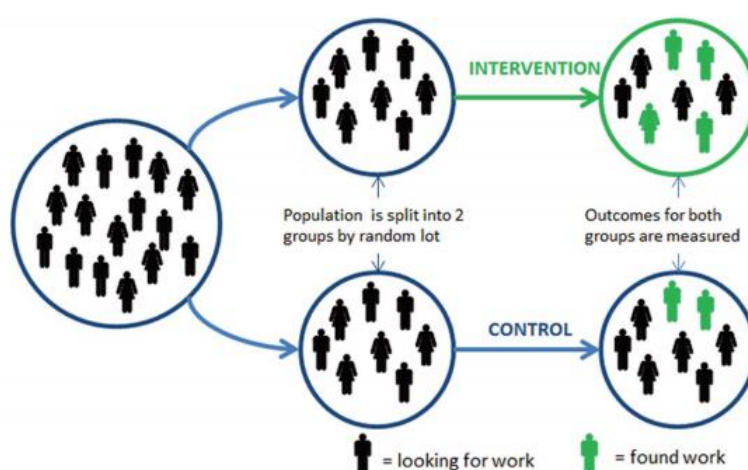 INTERVENTION
Population is split into 2
groups by random lot
Outcomes for both
groups are measured
CONTROL
= looking for work
= found work